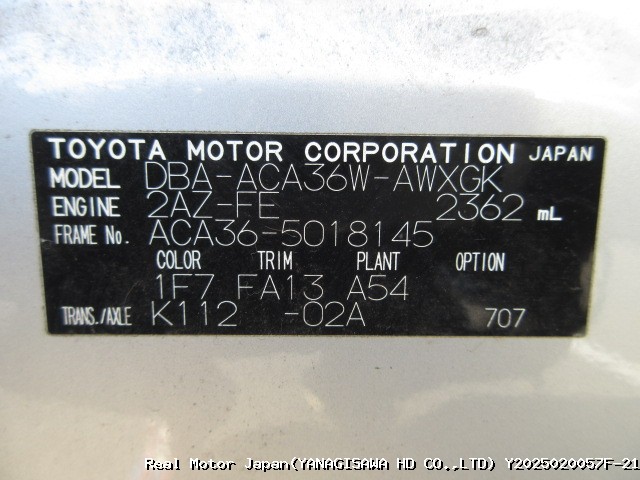 TOYOTA MOTOR CORPORATION JAPAN
MODEL DBA-ACA36W-AWXGK
ENGINE 2AZ-FE 2362 mL
FRAME No. ACA36-5018145
COLOR TRIM PLANT OPTION
1F7 FA13 A54
TRANS./AXLE K112 -02A 707
Real Motor Japan(YANAGISAWA HD CO.,LTD) Y2025020057F-21